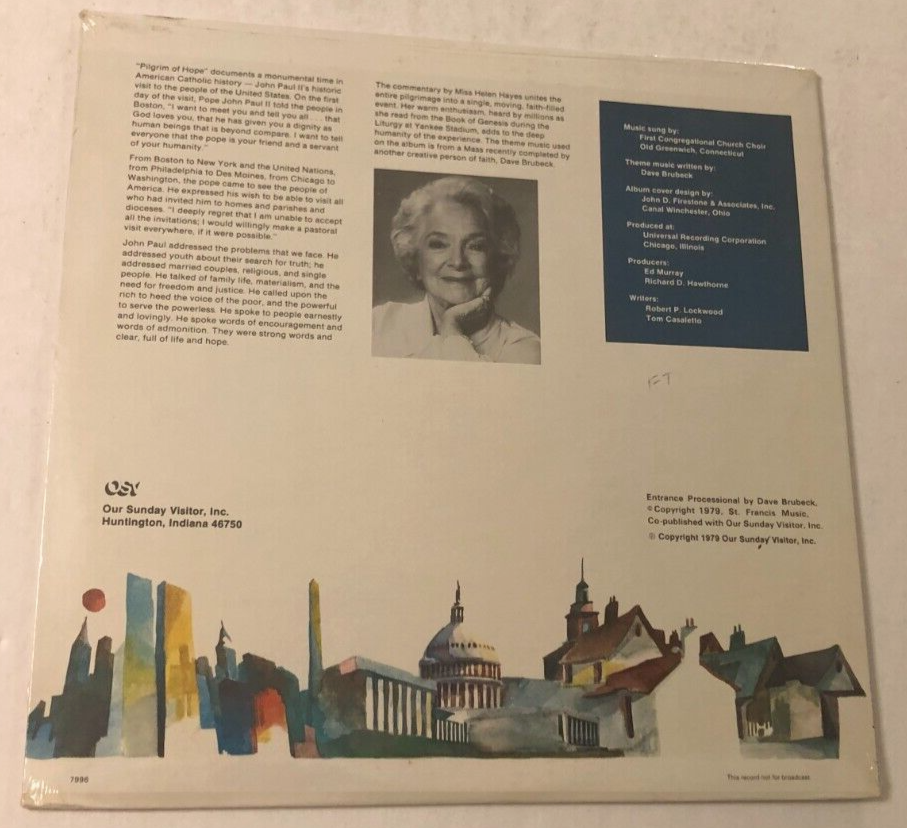 "Pilgrim of Hope" documents a monumental time in
American Catholic history — John Paul II's historic
visit to the people of the United States. On the first
day of the visit, Pope John Paul II told the people in
Boston, "I want to meet you and tell you all . . . that
God loves you, that he has given you a dignity as
human beings that is beyond compare. I want to tell
everyone that the pope is your friend and a servant
of your humanity."
From Boston to New York and the United Nations,
from Philadelphia to Des Moines, from Chicago to
Washington, the pope came to see the people of
America. He expressed his wish to be able to visit all
who had invited him to homes and parishes and
dioceses. "I deeply regret that I am unable to accept
all the invitations; I would willingly make a pastoral
visit everywhere, if it were possible."
John Paul addressed the problems that we face. He
addressed youth about their search for truth; he
addressed married couples, religious, and single
people. He talked of family life, materialism, and the
need for freedom and justice. He called upon the
rich to heed the voice of the poor, and the powerful
to serve the powerless. He spoke to people earnestly
and lovingly. He spoke words of encouragement and
words of admonition. They were strong words and
clear, full of life and hope.
The commentary by Miss Helen Hayes unites the
entire pilgrimage into a single, moving, faith-filled
event. Her warm enthusiasm, heard by millions as
she read from the Book of Genesis during the
Liturgy at Yankee Stadium, adds to the deep
humanity of the experience. The theme music used
on the album is from a Mass recently completed by
another creative person of faith, Dave Brubeck.
Music sung by:
First Congregational Church Choir
Old Greenwich, Connecticut
Theme music written by:
Dave Brubeck
Album cover design by:
John D. Firestone & Associates, Inc.
Canal Winchester, Ohio
Produced at:
Universal Recording Corporation
Chicago, Illinois
Producers:
Ed Murray
Richard D. Hawthorne
Writers:
Robert P. Lockwood
Tom Casaletto
FT
OSV
Our Sunday Visitor, Inc.
Huntington, Indiana 46750
Entrance Processional by Dave Brubeck.
©Copyright 1979, St. Francis Music,
Co-published with Our Sunday Visitor, Inc.
℗ Copyright 1979 Our Sunday Visitor, Inc.
7996
This record not for broadcast